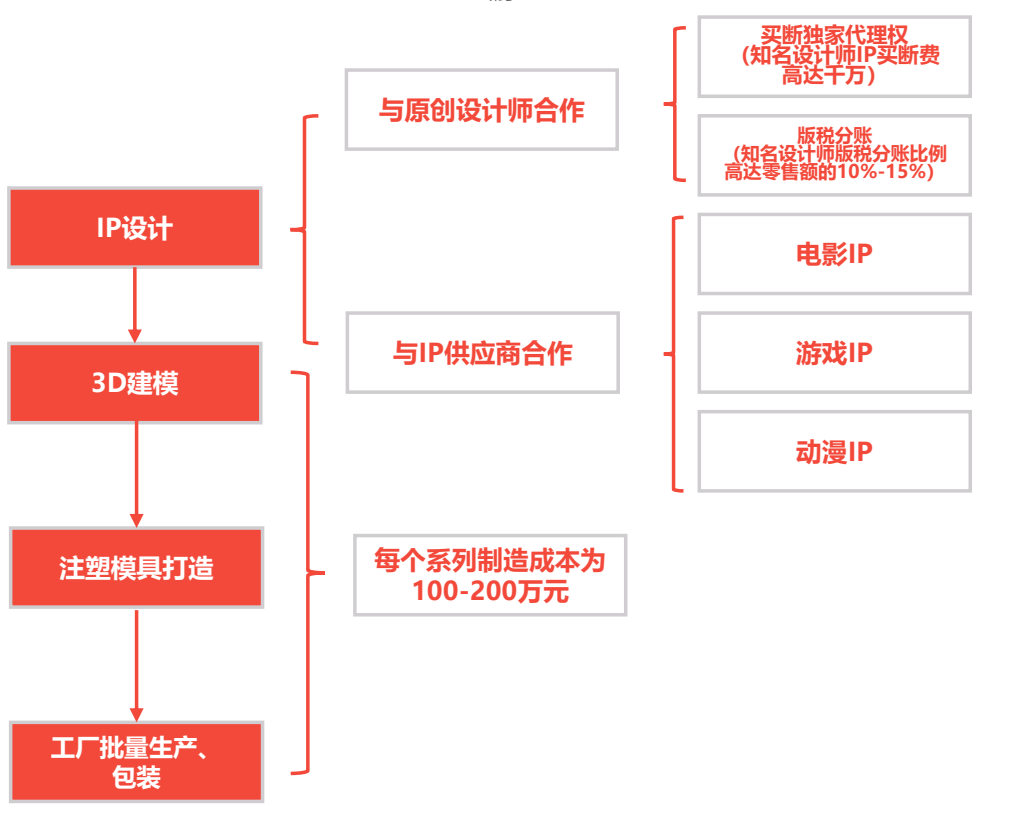 买断独家代理权
（知名设计师IP买断费
高达千万）
与原创设计师合作
版税分账
（知名设计师版税分账比例
高达零售额的10%-15%）
IP设计
电影IP
与IP供应商合作
游戏IP
3D建模
动漫IP
注塑模具打造
每个系列制造成本为
100-200万元
工厂批量生产、
包装